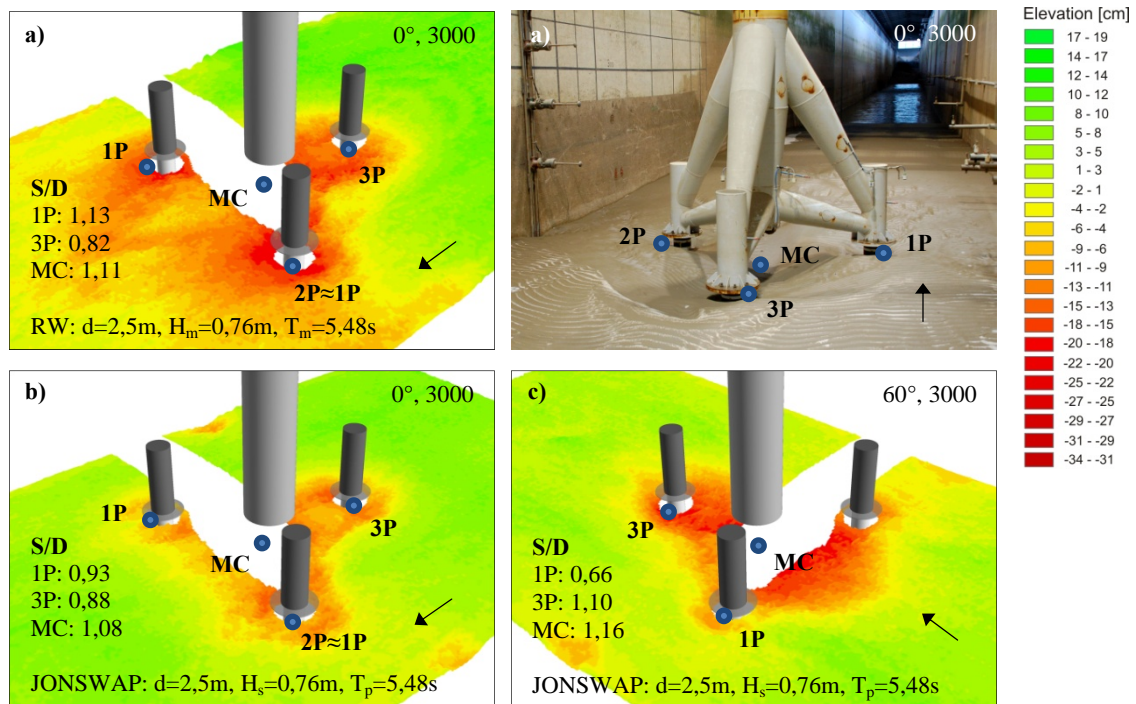 a)
0°, 3000
1P
3P
MC
S/D
1P: 1,13
3P: 0,82
MC: 1,11
2P≈1P
RW: d=2,5m, Hm=0,76m, Tm=5,48s
a)
0°, 3000
2P
1P
MC
3P
Elevation [cm]
17 - 19
14 - 17
12 - 14
10 - 12
8 - 10
5 - 8
3 - 5
1 - 3
-2 - 1
-4 - -2
-6 - -4
-9 - -6
-11 - -9
-13 - -11
-15 - -13
-18 - -15
-20 - -18
-22 - -20
-25 - -22
-27 - -25
-29 - -27
-31 - -29
-34 - -31
b)
0°, 3000
1P
3P
MC
S/D
1P: 0,93
3P: 0,88
MC: 1,08
2P≈1P
JONSWAP: d=2,5m, Hs=0,76m, Tp=5,48s
c)
60°, 3000
3P
MC
S/D
1P: 0,66
3P: 1,10
MC: 1,16
1P
JONSWAP: d=2,5m, Hs=0,76m, Tp=5,48s